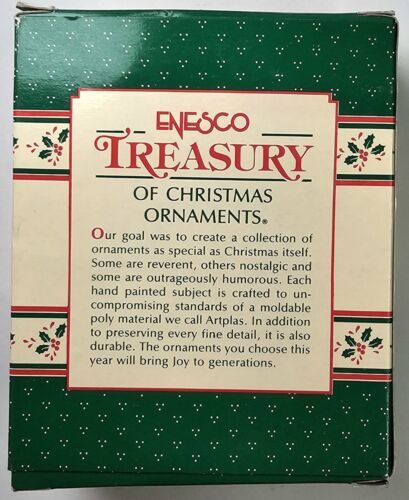 ENESCO
TREASURY
OF CHRISTMAS
ORNAMENTS®
Our goal was to create a collection of
ornaments as special as Christmas itself.
Some are reverent, others nostalgic and
some are outrageously humorous. Each
hand painted subject is crafted to un-
compromising standards of a moldable
poly material we call Artplas. In addition
to preserving every fine detail, it is also
durable. The ornaments you choose this
year will bring Joy to generations.